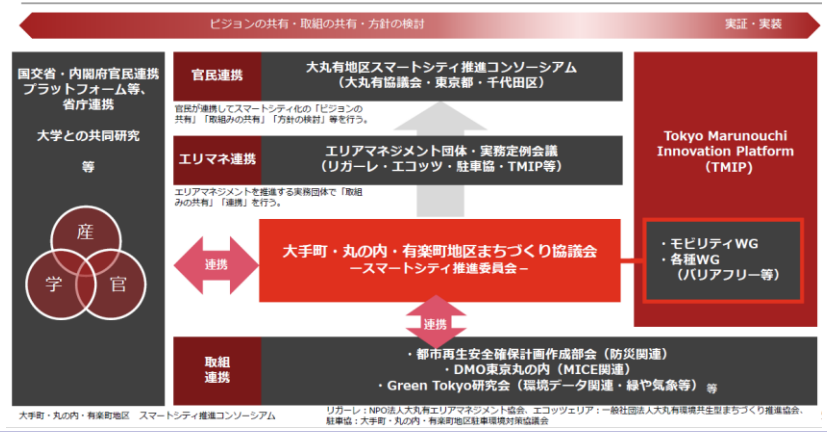 ビジョンの共有・取組の共有・方針の検討
実証・実装
国交省・内閣府官民連携
プラットフォーム等、
省庁連携
大学との共同研究
等
産
学
官
官民連携
大丸有地区スマートシティ推進コンソーシアム
（大丸有協議会・東京都・千代田区）
官民が連携してスマートシティ化の「ビジョンの
共有」「取組みの共有」「方針の検討」等を行う。
エリマネ連携
エリアマネジメント団体・実務定例会議
（リガーレ・エコッツ・駐車協・TMIP等）
エリアマネジメントを推進する実務団体で「取組
みの共有」「連携」を行う。
連携
大手町・丸の内・有楽町地区まちづくり協議会
－スマートシティ推進委員会－
連携
取組
連携
・都市再生安全確保計画作成部会（防災関連）
・DMO東京丸の内（MICE関連）
・Green Tokyo研究会（環境データ関連・緑や気象等）等
Tokyo Marunouchi
Innovation Platform
（TMIP）
・モビリティWG
・各種WG
（バリアフリー等）
大手町・丸の内・有楽町地区　スマートシティ推進コンソーシアム
リガーレ：NPO法人大丸有エリアマネジメント協会、エコッツェリア：一般社団法人大丸有環境共生型まちづくり推進協会、
駐車協：大手町・丸の内・有楽町地区駐車環境対策協議会